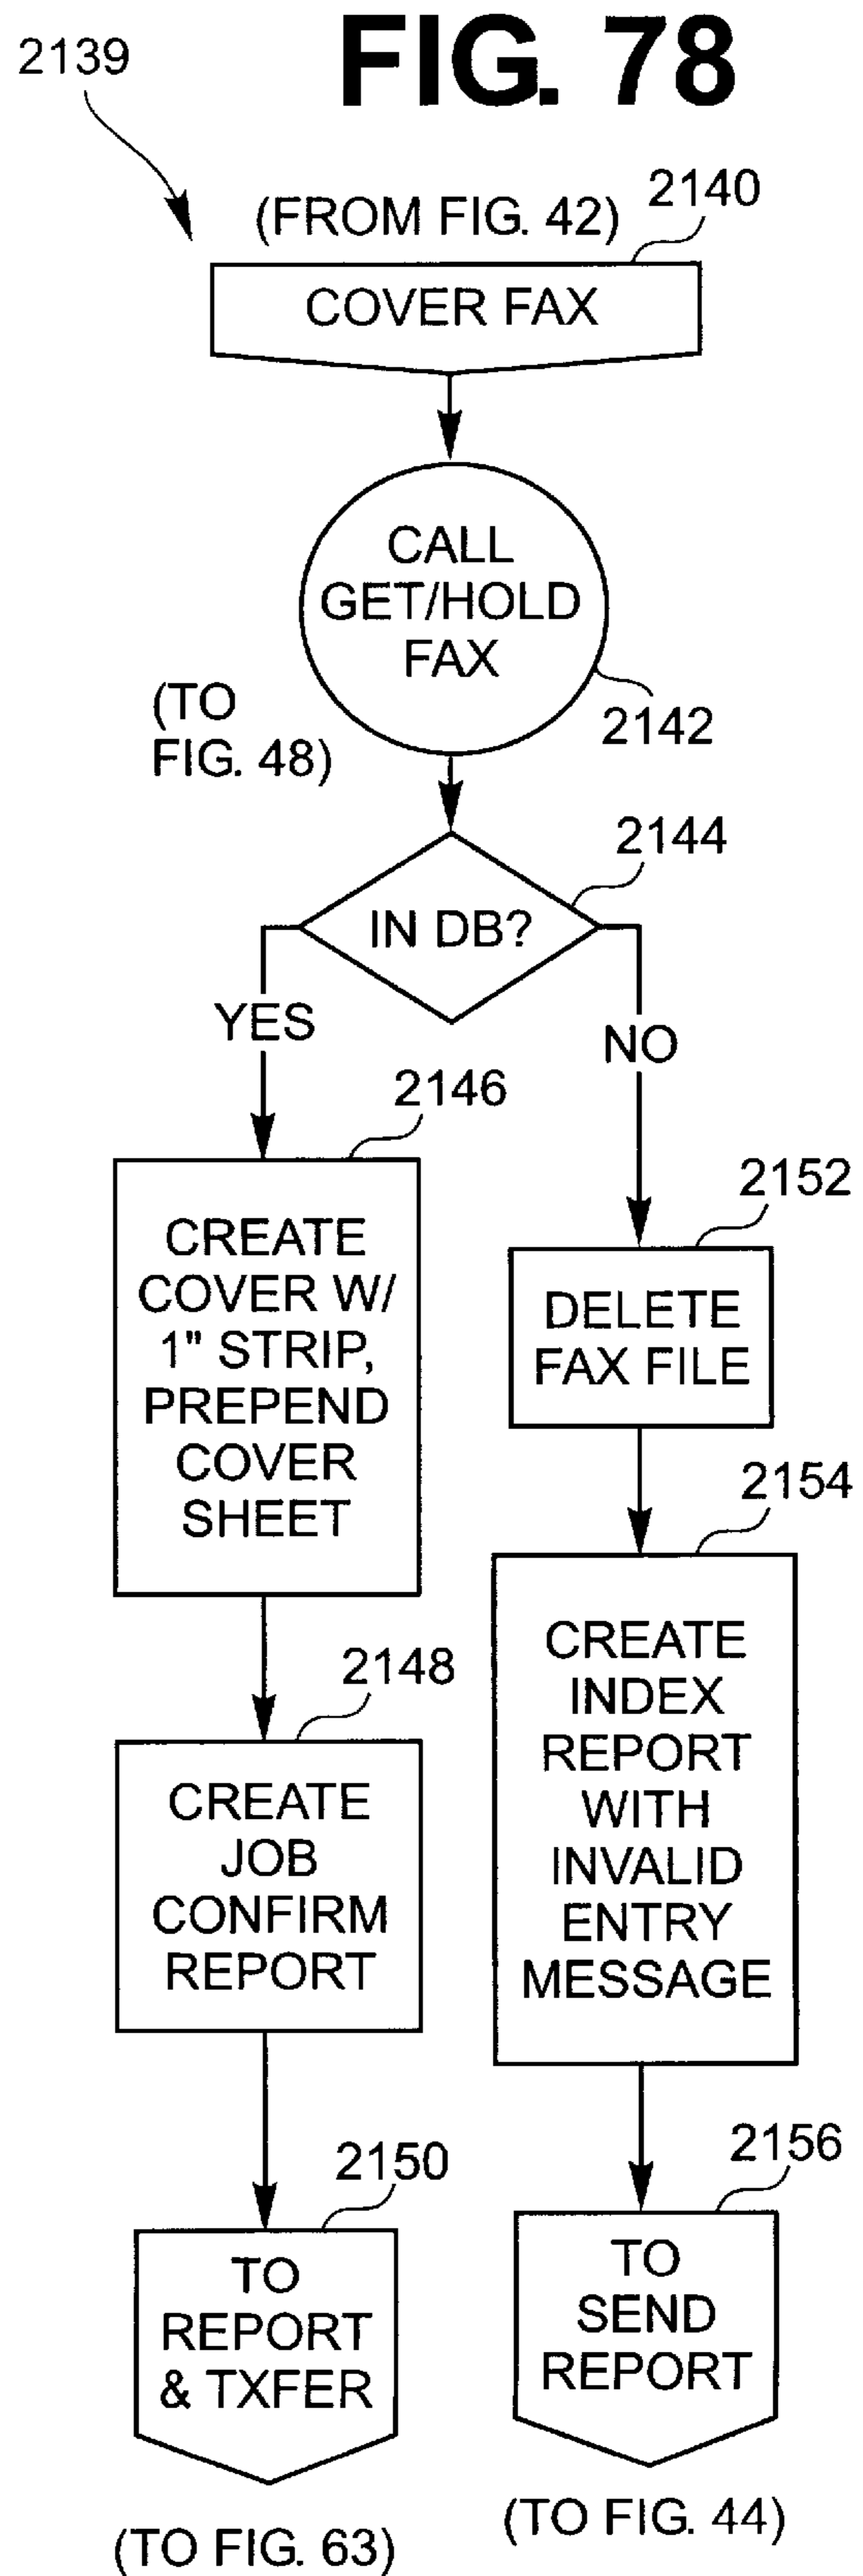 FIG. 78
2139
(FROM FIG. 42)
2140
COVER FAX
CALL
GET/HOLD
FAX
(TO
FIG. 48)
2142
2144
IN DB?
YES
NO
2146
CREATE
COVER W/
1" STRIP,
PREPEND
COVER
SHEET
2152
DELETE
FAX FILE
2148
CREATE
JOB
CONFIRM
REPORT
2154
CREATE
INDEX
REPORT
WITH
INVALID
ENTRY
MESSAGE
2150
TO
REPORT
& TXFER
(TO FIG. 63)
2156
TO
SEND
REPORT
(TO FIG. 44)